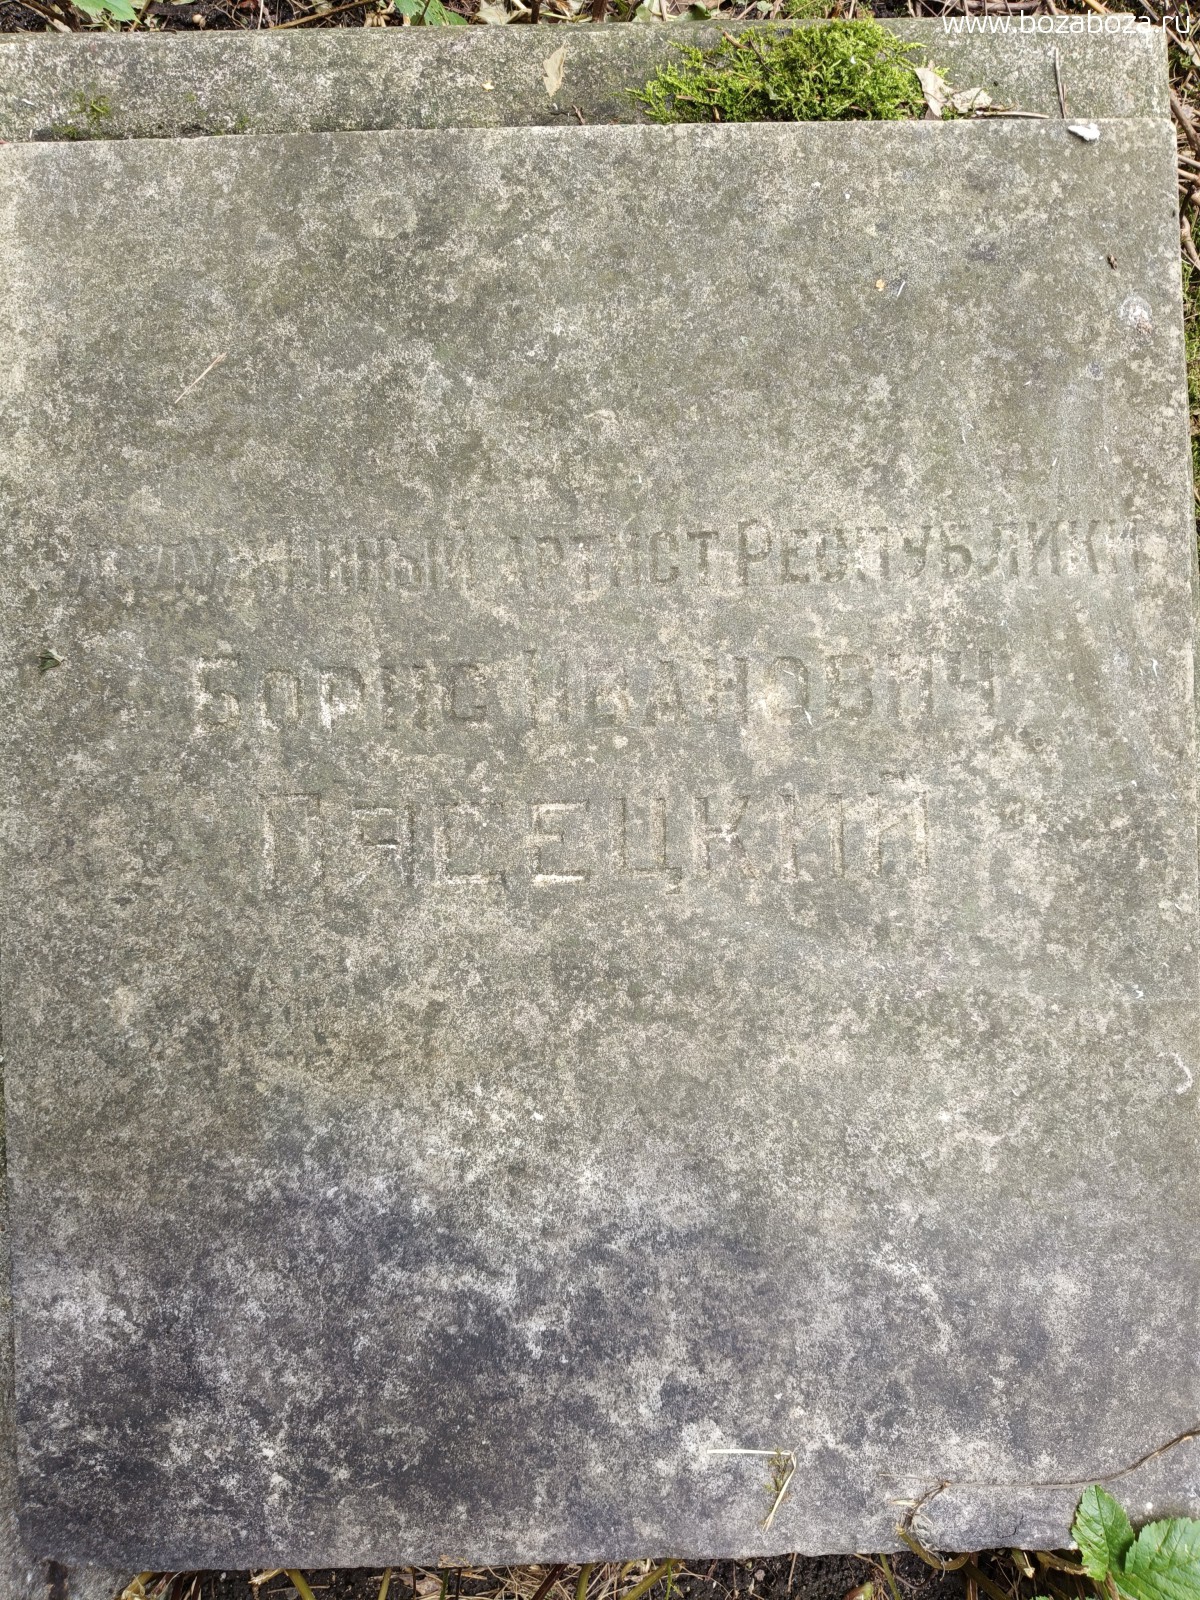 www.bozaboza.ru
Заслуженный артист Республики
Борис Иванович
Пясецкий